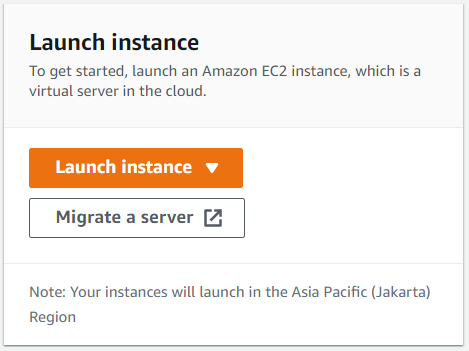 Launch instance
To get started, launch an Amazon EC2 instance, which is a
virtual server in the cloud.
Launch instance
Migrate a server
Note: Your instances will launch in the Asia Pacific (Jakarta)
Region